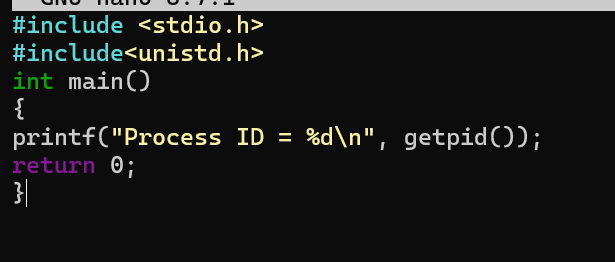 #include <stdio.h>
#include<unistd.h>
int main()
{
printf("Process ID = %d\n", getpid());
return 0;
}